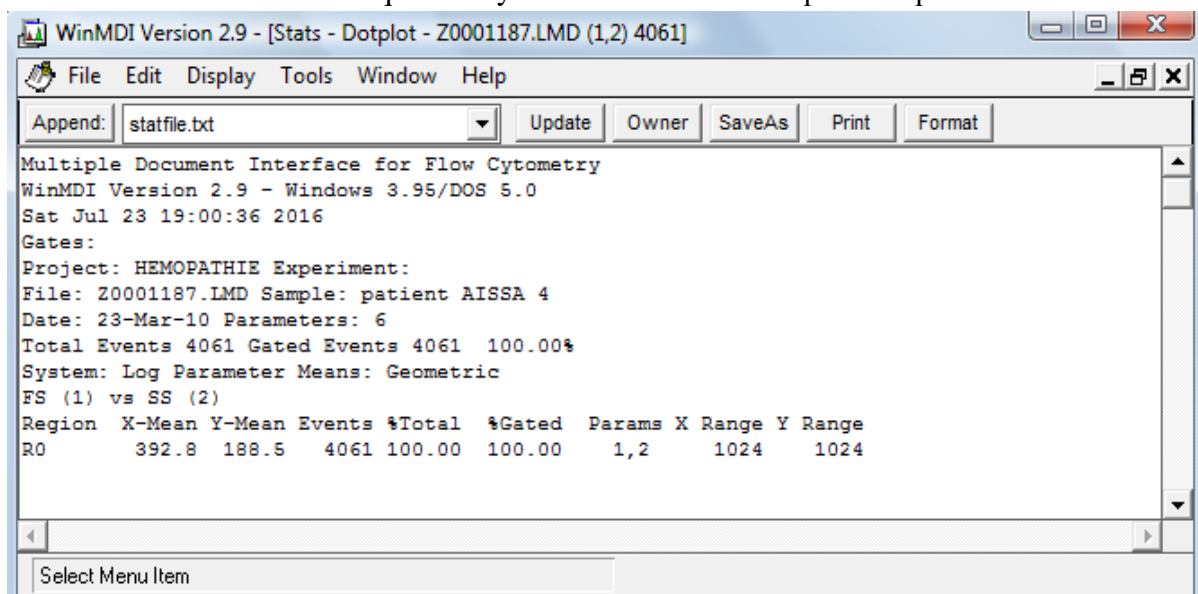 WinMDI Version 2.9 - [Stats - Dotplot - Z0001187.LMD (1,2) 4061]
File Edit Display Tools Window Help
Append: statfile.txt Update Owner SaveAs Print Format
Multiple Document Interface for Flow Cytometry
WinMDI Version 2.9 - Windows 3.95/DOS 5.0
Sat Jul 23 19:00:36 2016
Gates:
Project: HEMOPATHIE Experiment:
File: Z0001187.LMD Sample: patient AISSA 4
Date: 23-Mar-10 Parameters: 6
Total Events 4061 Gated Events 4061 100.00%
System: Log Parameter Means: Geometric
FS (1) vs SS (2)
Region X-Mean Y-Mean Events %Total %Gated Params X Range Y Range
R0 392.8 188.5 4061 100.00 100.00 1,2 1024 1024
Select Menu Item